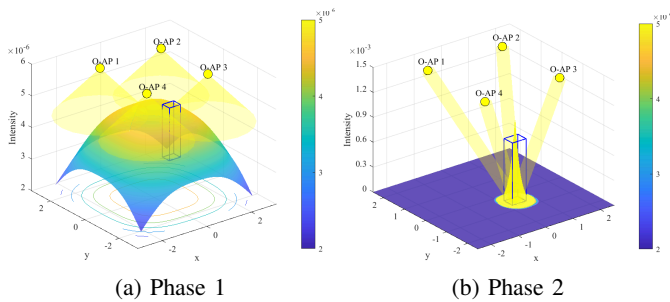 ×10⁻⁶
5 ×10⁻⁶
O-AP 1
O-AP 2
O-AP 3
O-AP 4
6
5
4
3
2
Intensity
2
0
-2
y
-2
0
2
x
4
3
2
(a) Phase 1
×10⁻³
5 ×10
O-AP 1
O-AP 2
O-AP 3
O-AP 4
1.5
1.2
0.9
0.6
0.3
0
Intensity
2
1
0
-1
-2
y
-2
-1
0
1
2
x
4
3
2
(b) Phase 2